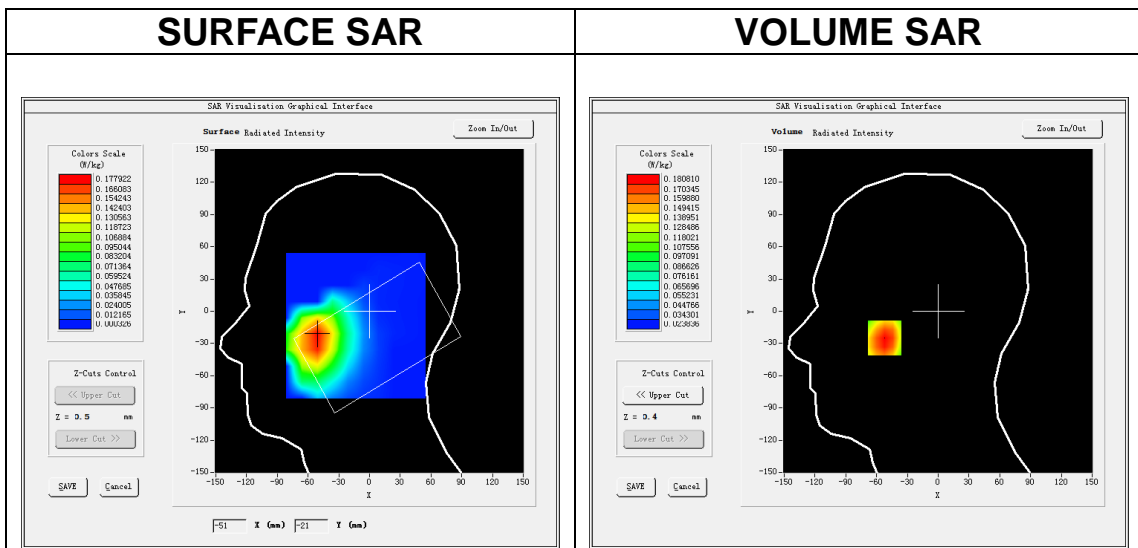 SURFACE SAR
VOLUME SAR
SAR Visualisation Graphical Interface
Surface Radiated Intensity
Zoom In/Out
Colors Scale
(W/kg)
0.177922
0.166083
0.154243
0.142403
0.130563
0.118723
0.106884
0.095044
0.083204
0.071364
0.059524
0.047685
0.035845
0.024005
0.012165
0.000326
Z-Cuts Control
<< Upper Cut
Z = 0.5 mm
Lower Cut >>
SAVE Cancel
150
120
90
60
30
0
-30
-60
-90
-120
-150
Y
-150 -120 -90 -60 -30 0 30 60 90 120 150
X
-51 X (mm) -21 Y (mm)
SAR Visualisation Graphical Interface
Volume Radiated Intensity
Zoom In/Out
Colors Scale
(W/kg)
0.180810
0.170345
0.159880
0.149415
0.138951
0.128486
0.118021
0.107556
0.097091
0.086626
0.076161
0.065696
0.055231
0.044766
0.034301
0.023836
Z-Cuts Control
<< Upper Cut
Z = 0.4 mm
Lower Cut >>
SAVE Cancel
150
120
90
60
30
0
-30
-60
-90
-120
-150
Y
-150 -120 -90 -60 -30 0 30 60 90 120 150
X